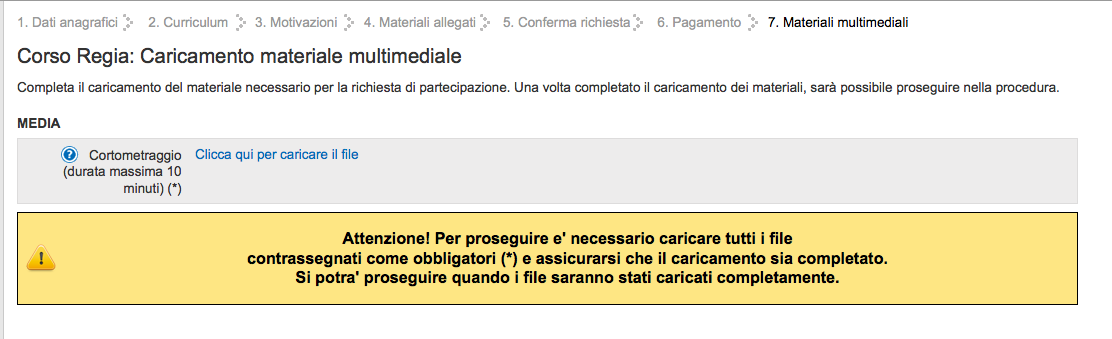 1. Dati anagrafici 2. Curriculum 3. Motivazioni 4. Materiali allegati 5. Conferma richiesta 6. Pagamento 7. Materiali multimediali
Corso Regia: Caricamento materiale multimediale
Completa il caricamento del materiale necessario per la richiesta di partecipazione. Una volta completato il caricamento dei materiali, sarà possibile proseguire nella procedura.
MEDIA
? Cortometraggio Clicca qui per caricare il file
(durata massima 10
minuti) (*)
Attenzione! Per proseguire e' necessario caricare tutti i file
contrassegnati come obbligatori (*) e assicurarsi che il caricamento sia completato.
Si potra' proseguire quando i file saranno stati caricati completamente.